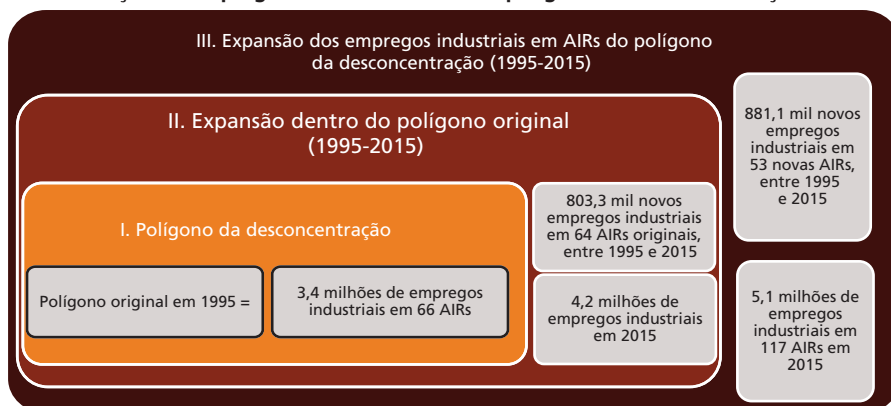 III. Expansão dos empregos industriais em AIRs do polígono
da desconcentração (1995-2015)
II. Expansão dentro do polígono original
(1995-2015)
I. Polígono da desconcentração
Polígono original em 1995 =
3,4 milhões de empregos
industriais em 66 AIRs
803,3 mil novos
empregos industriais
em 64 AIRs originais,
entre 1995 e 2015
4,2 milhões de
empregos industriais
em 2015
881,1 mil novos
empregos
industriais em
53 novas AIRs,
entre 1995
e 2015
5,1 milhões de
empregos
industriais em
117 AIRs em
2015